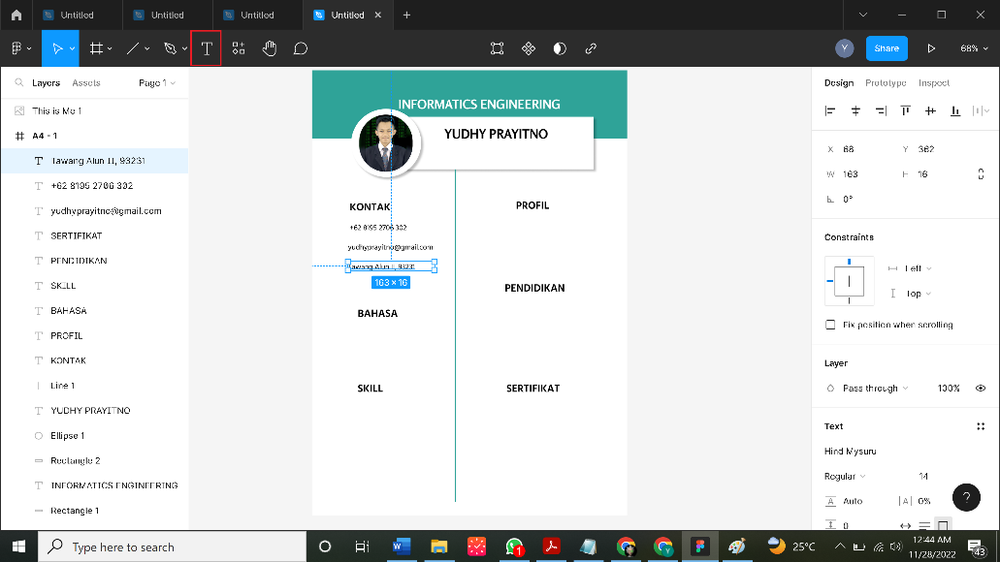 Untitled
Untitled
Untitled
Untitled
Share
68%
Y
Layers
Assets
Page 1
This is Me 1
A4 - 1
Tawang Alun II, 93231
+62 8195 2706 302
yudhyprayitno@gmail.com
SERTIFIKAT
PENDIDIKAN
SKILL
BAHASA
PROFIL
KONTAK
Line 1
YUDHY PRAYITNO
Ellipse 1
Rectangle 2
INFORMATICS ENGINEERING
Rectangle 1
INFORMATICS ENGINEERING
YUDHY PRAYITNO
KONTAK
+62 8195 2706 302
yudhyprayitno@gmail.com
Tawang Alun II, 93231
163 × 16
BAHASA
SKILL
PROFIL
PENDIDIKAN
SERTIFIKAT
Design
Prototype
Inspect
X 68
Y 362
W 163
H 16
0°
Constraints
Left
Top
Fix position when scrolling
Layer
Pass through
100%
Text
Hind Mysuru
Regular
14
Auto
|A| 0%
0
?
Type here to search
1
25°C
12:44 AM
11/28/2022
43